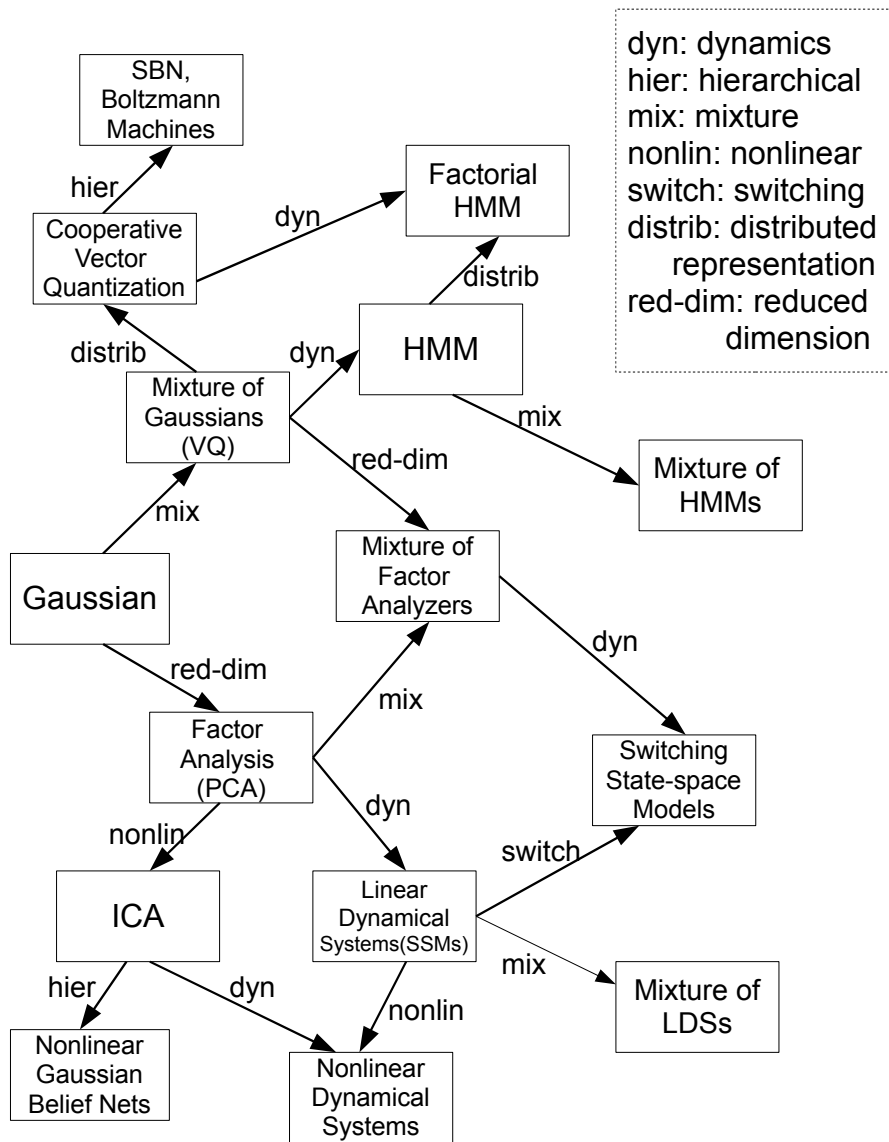 SBN,
Boltzmann
Machines
dyn: dynamics
hier: hierarchical
mix: mixture
nonlin: nonlinear
switch: switching
distrib: distributed
representation
red-dim: reduced
dimension
hier
Factorial
HMM
dyn
Cooperative
Vector
Quantization
distrib
HMM
distrib
dyn
Mixture of
Gaussians
(VQ)
mix
red-dim
Mixture of
HMMs
mix
Mixture of
Factor
Analyzers
Gaussian
dyn
red-dim
mix
Factor
Analysis
(PCA)
Switching
State-space
Models
dyn
nonlin
switch
ICA
Linear
Dynamical
Systems(SSMs)
mix
hier
dyn
nonlin
Mixture of
LDSs
Nonlinear
Gaussian
Belief Nets
Nonlinear
Dynamical
Systems